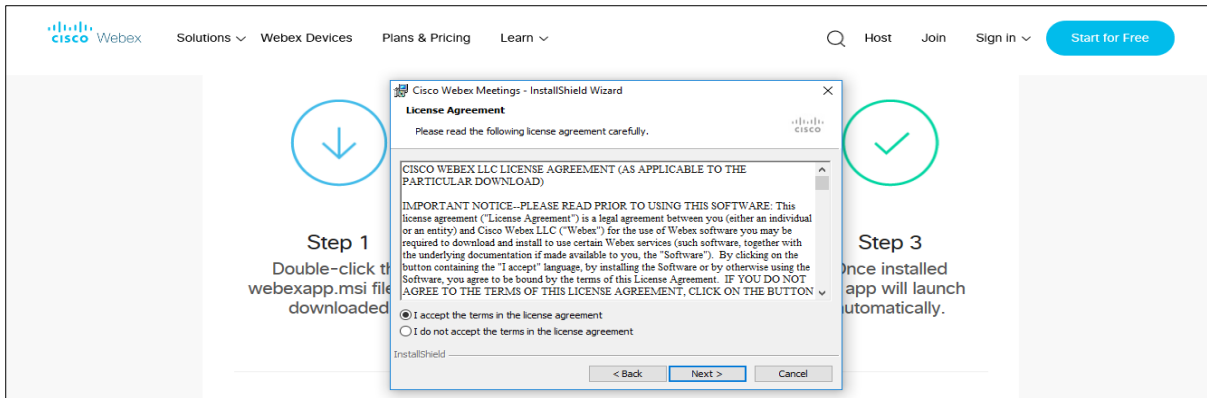 CISCO Webex
Solutions
Webex Devices
Plans & Pricing
Learn
Host
Join
Sign in
Start for Free
Cisco Webex Meetings - InstallShield Wizard
License Agreement
Please read the following license agreement carefully.
CISCO
CISCO WEBEX LLC LICENSE AGREEMENT (AS APPLICABLE TO THE
PARTICULAR DOWNLOAD)
IMPORTANT NOTICE--PLEASE READ PRIOR TO USING THIS SOFTWARE: This
license agreement ("License Agreement") is a legal agreement between you (either an individual
or an entity) and Cisco Webex LLC ("Webex") for the use of Webex software you may be
required to download and install to use certain Webex services (such software, together with
the underlying documentation if made available to you, the "Software"). By clicking on the
button containing the "I accept" language, by installing the Software or by otherwise using the
Software, you agree to be bound by the terms of this License Agreement. IF YOU DO NOT
AGREE TO THE TERMS OF THIS LICENSE AGREEMENT, CLICK ON THE BUTTON
I accept the terms in the license agreement
I do not accept the terms in the license agreement
InstallShield
< Back
Next >
Cancel
Step 1
Double-click
webexapp.msi
downloaded
Step 3
installed
app will launch